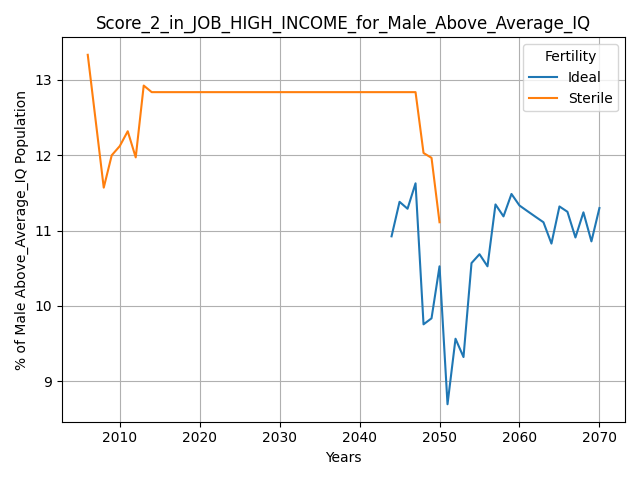 Score_2_in_JOB_HIGH_INCOME_for_Male_Above_Average_IQ
Fertility
Ideal
Sterile
% of Male Above_Average_IQ Population
13
12
11
10
9
2010 2020 2030 2040 2050 2060 2070
Years